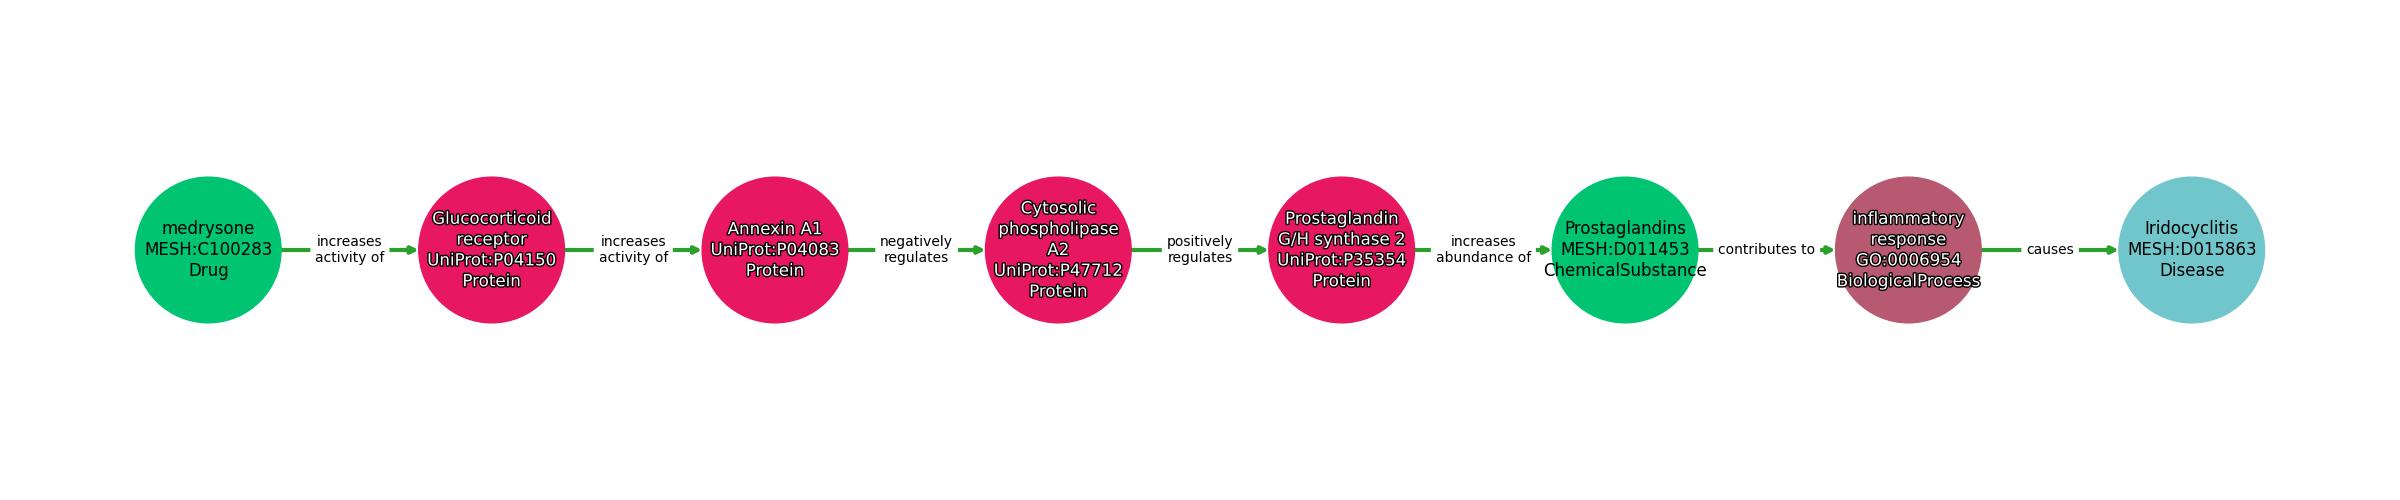 medrysone
MESH:C100283
Drug
increases
activity of
Glucocorticoid
receptor
UniProt:P04150
Protein
increases
activity of
Annexin A1
UniProt:P04083
Protein
negatively
regulates
Cytosolic
phospholipase
A2
UniProt:P47712
Protein
positively
regulates
Prostaglandin
G/H synthase 2
UniProt:P35354
Protein
increases
abundance of
Prostaglandins
MESH:D011453
ChemicalSubstance
contributes to
inflammatory
response
GO:0006954
BiologicalProcess
causes
Iridocyclitis
MESH:D015863
Disease